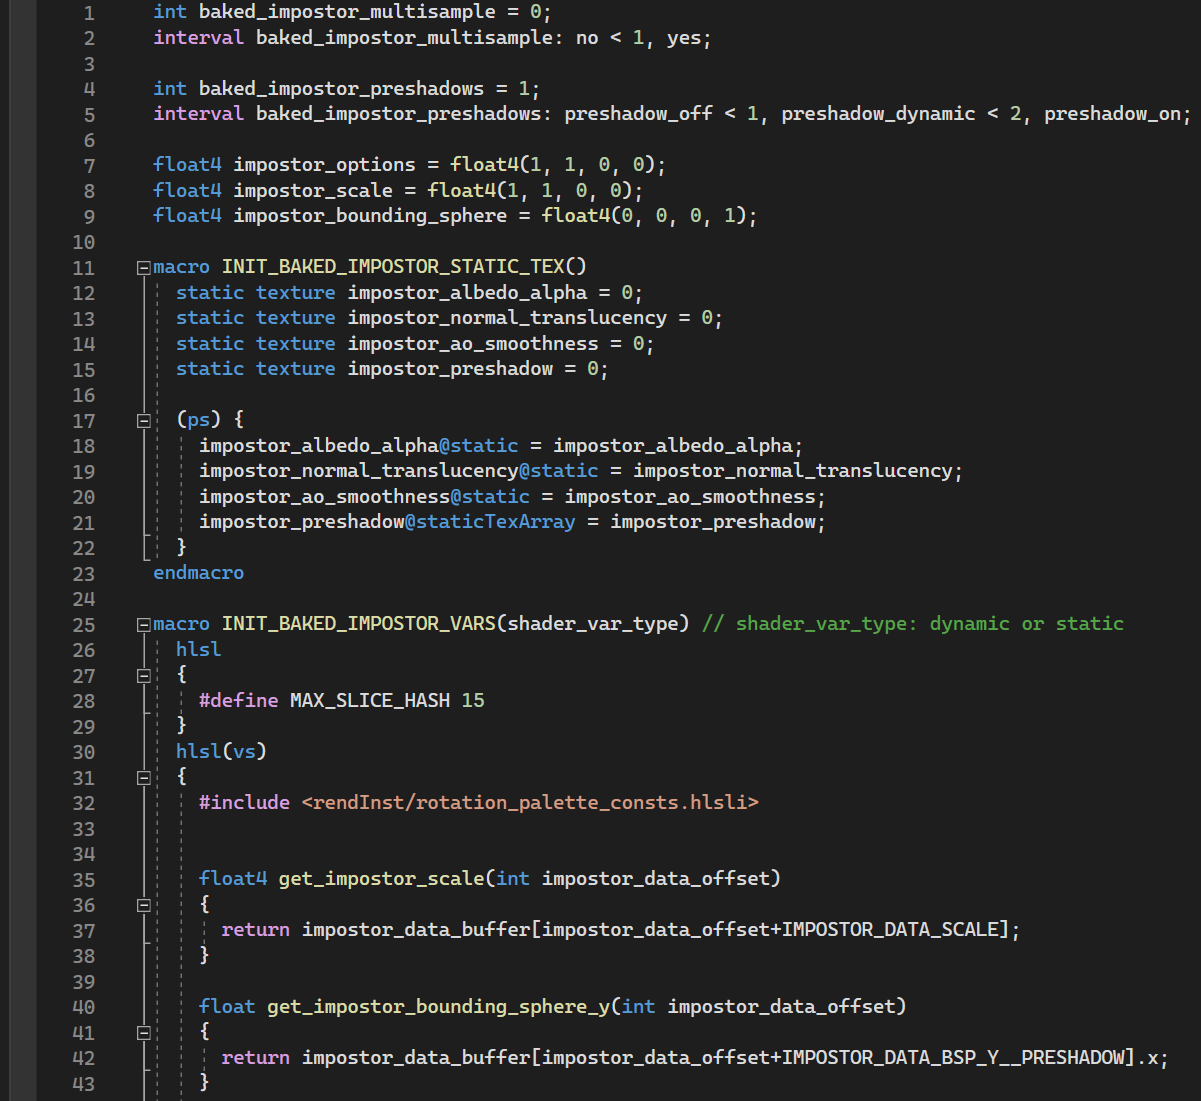 1 int baked_impostor_multisample = 0;
2 interval baked_impostor_multisample: no < 1, yes;
3
4 int baked_impostor_preshadows = 1;
5 interval baked_impostor_preshadows: preshadow_off < 1, preshadow_dynamic < 2, preshadow_on;
6
7 float4 impostor_options = float4(1, 1, 0, 0);
8 float4 impostor_scale = float4(1, 1, 0, 0);
9 float4 impostor_bounding_sphere = float4(0, 0, 0, 1);
10
11 macro INIT_BAKED_IMPOSTOR_STATIC_TEX()
12 static texture impostor_albedo_alpha = 0;
13 static texture impostor_normal_translucency = 0;
14 static texture impostor_ao_smoothness = 0;
15 static texture impostor_preshadow = 0;
16
17 (ps) {
18 impostor_albedo_alpha@static = impostor_albedo_alpha;
19 impostor_normal_translucency@static = impostor_normal_translucency;
20 impostor_ao_smoothness@static = impostor_ao_smoothness;
21 impostor_preshadow@staticTexArray = impostor_preshadow;
22 }
23 endmacro
24
25 macro INIT_BAKED_IMPOSTOR_VARS(shader_var_type) // shader_var_type: dynamic or static
26 hlsl
27 {
28 #define MAX_SLICE_HASH 15
29 }
30 hlsl(vs)
31 {
32 #include <rendInst/rotation_palette_consts.hlsli>
33
34
35 float4 get_impostor_scale(int impostor_data_offset)
36 {
37 return impostor_data_buffer[impostor_data_offset+IMPOSTOR_DATA_SCALE];
38 }
39
40 float get_impostor_bounding_sphere_y(int impostor_data_offset)
41 {
42 return impostor_data_buffer[impostor_data_offset+IMPOSTOR_DATA_BSP_Y__PRESHADOW].x;
43 }